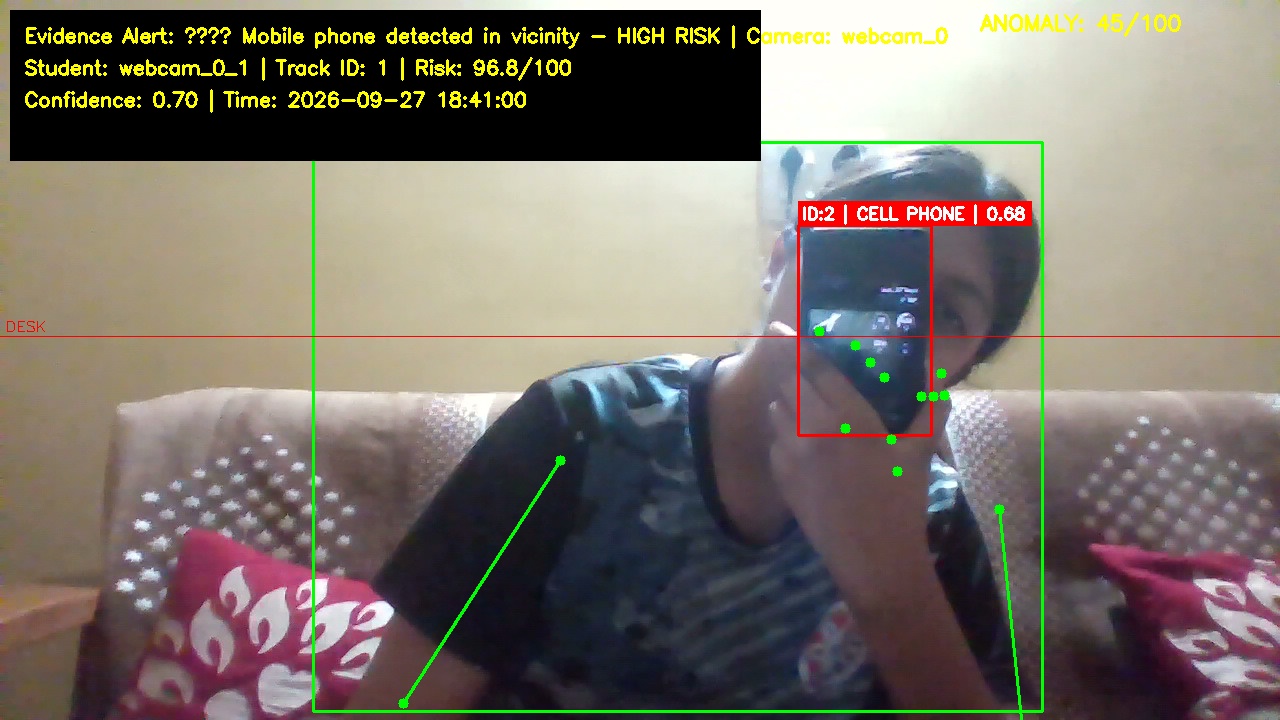 Evidence Alert: ???? Mobile phone detected in vicinity - HIGH RISK | Camera: webcam_0
ANOMALY: 45/100
Student: webcam_0_1 | Track ID: 1 | Risk: 96.8/100
Confidence: 0.70 | Time: 2026-09-27 18:41:00
ID:2 | CELL PHONE | 0.68
DESK